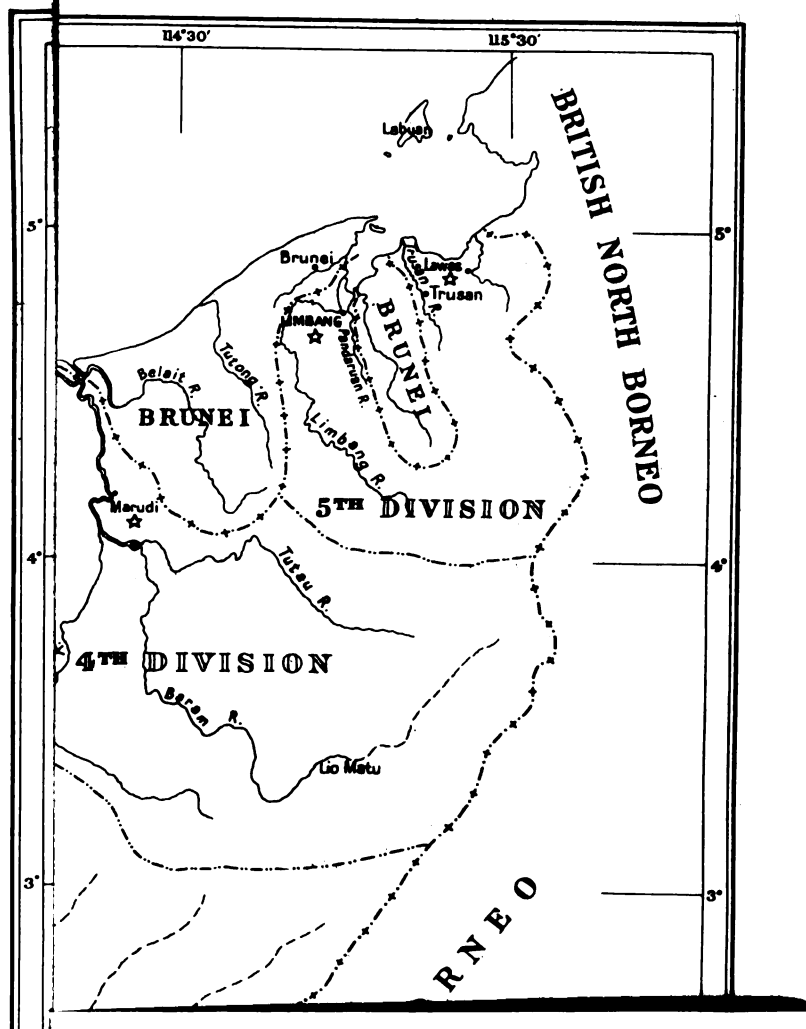 114°30′
115°30′
Labuan
BRITISH NORTH BORNEO
5°
5°
Brunei
Lawas
Trusan R.
Trusan
LIMBANG
BRUNEI
Pandaruan R.
Tutong R.
Belait R.
BRUNEI
Limbang R.
Marudi
5TH DIVISION
4°
4°
Tutau R.
4TH DIVISION
Baram R.
Lio Matu
3°
3°
RNEO